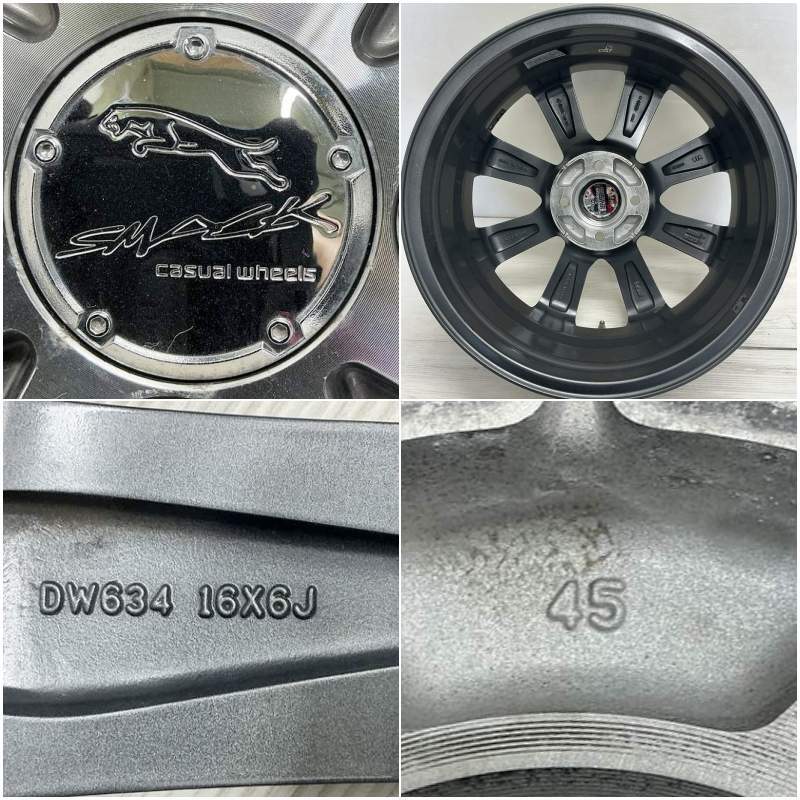 SMACK
casual wheels
DW634 16X6J
45